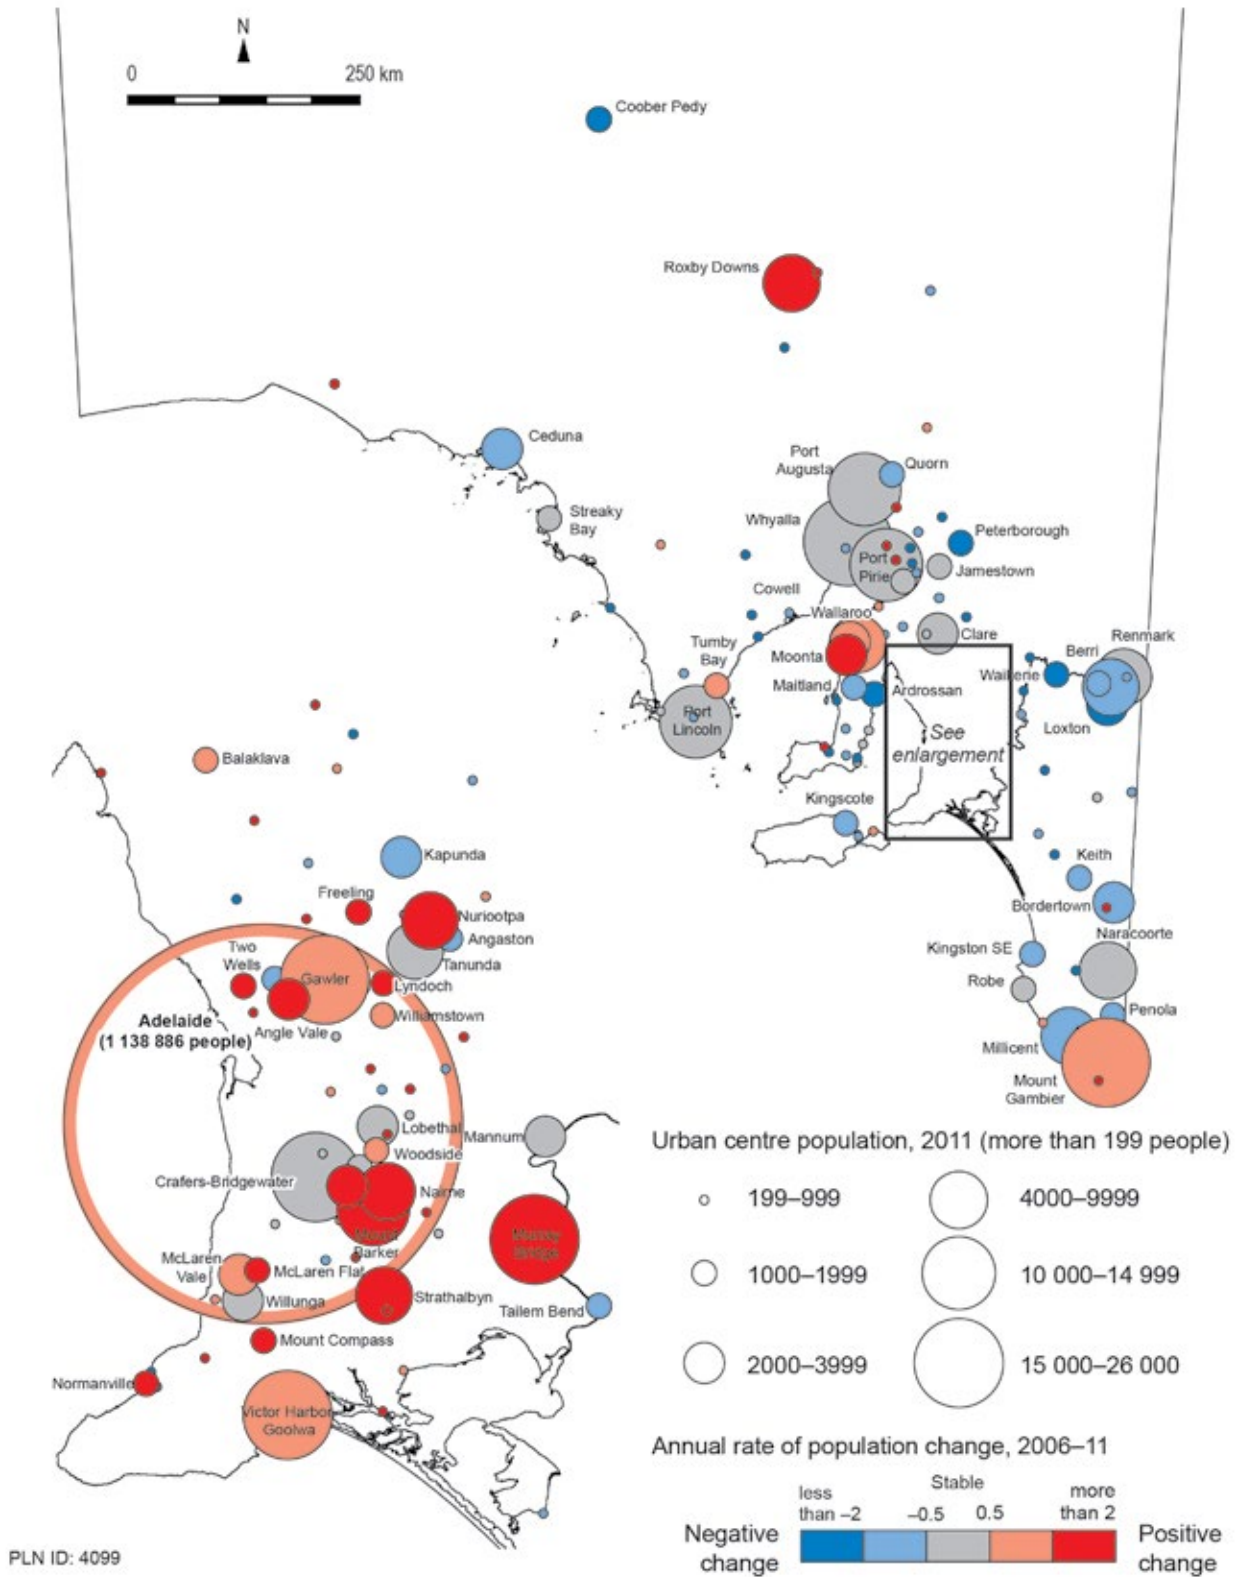 N
0 250 km
Coober Pedy
Roxby Downs
Ceduna
Port
Augusta
Quorn
Streaky
Bay
Whyalla
Peterborough
Port
Pirie
Jamestown
Cowell
Wallaroo
Tumby
Bay
Clare
Renmark
Berri
Moonta
Waikerie
Maitland
Ardrossan
Port
Lincoln
Loxton
See
enlargement
Balaklava
Kingscote
Kapunda
Keith
Freeling
Bordertown
Nuriootpa
Two
Wells
Angaston
Tanunda
Kingston SE
Naracoorte
Gawler
Lyndoch
Robe
Adelaide
(1 138 886 people)
Angle Vale
Williamstown
Penola
Millicent
Mount
Gambier
Lobethal
Mannum
Woodside
Crafers-Bridgewater
Nairne
Mount
Barker
Murray
Bridge
McLaren
Vale
McLaren Flat
Willunga
Strathalbyn
Tailem Bend
Mount Compass
Normanville
Victor Harbor
Goolwa
Urban centre population, 2011 (more than 199 people)
199–999 4000–9999
1000–1999 10 000–14 999
2000–3999 15 000–26 000
Annual rate of population change, 2006–11
less
than –2
–0.5
Stable
0.5
more
than 2
Negative
change
Positive
change
PLN ID: 4099